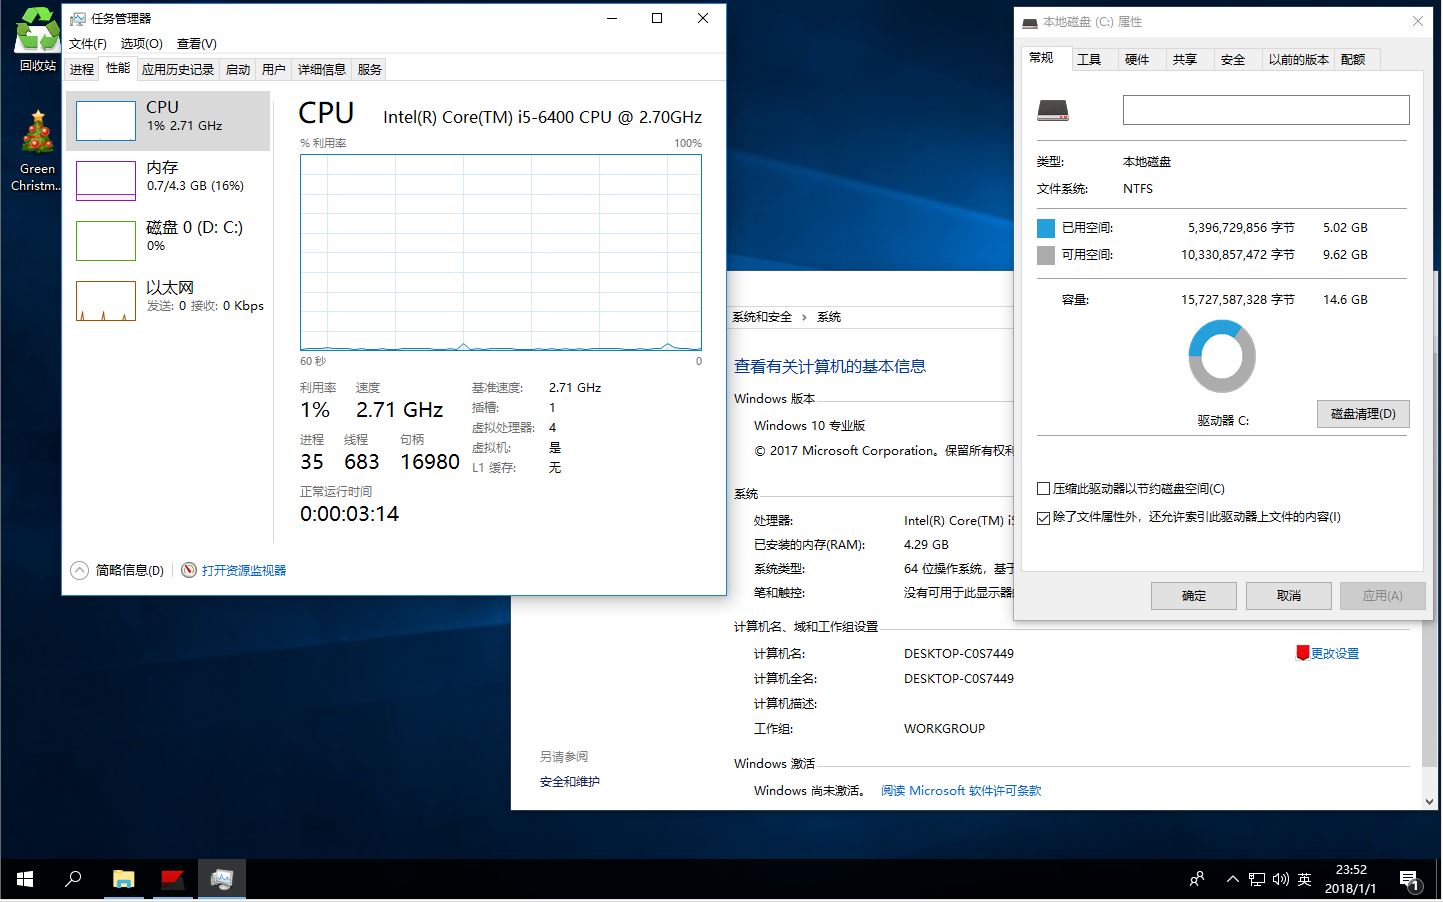 回收站
Green
Christm...
任务管理器
文件(F) 选项(O) 查看(V)
进程 性能 应用历史记录 启动 用户 详细信息 服务
CPU
1% 2.71 GHz
内存
0.7/4.3 GB (16%)
磁盘 0 (D: C:)
0%
以太网
发送: 0 接收: 0 Kbps
CPU
Intel(R) Core(TM) i5-6400 CPU @ 2.70GHz
% 利用率 100%
60 秒 0
利用率 速度
1% 2.71 GHz
进程 线程 句柄
35 683 16980
正常运行时间
0:00:03:14
基准速度: 2.71 GHz
插槽: 1
虚拟处理器: 4
虚拟机: 是
L1 缓存: 无
简略信息(D) 打开资源监视器
系统和安全 › 系统
查看有关计算机的基本信息
Windows 版本
Windows 10 专业版
© 2017 Microsoft Corporation。保留所有权利
系统
处理器: Intel(R) Core(TM) i5
已安装的内存(RAM): 4.29 GB
系统类型: 64 位操作系统，基于
笔和触控: 没有可用于此显示器
计算机名、域和工作组设置
计算机名: DESKTOP-C0S7449
更改设置
计算机全名: DESKTOP-C0S7449
计算机描述:
工作组: WORKGROUP
Windows 激活
Windows 尚未激活。 阅读 Microsoft 软件许可条款
另请参阅
安全和维护
本地磁盘 (C:) 属性
常规 工具 硬件 共享 安全 以前的版本 配额
类型: 本地磁盘
文件系统: NTFS
已用空间: 5,396,729,856 字节 5.02 GB
可用空间: 10,330,857,472 字节 9.62 GB
容量: 15,727,587,328 字节 14.6 GB
驱动器 C:
磁盘清理(D)
压缩此驱动器以节约磁盘空间(C)
除了文件属性外，还允许索引此驱动器上文件的内容(I)
确定 取消 应用(A)
英
23:52
2018/1/1
1